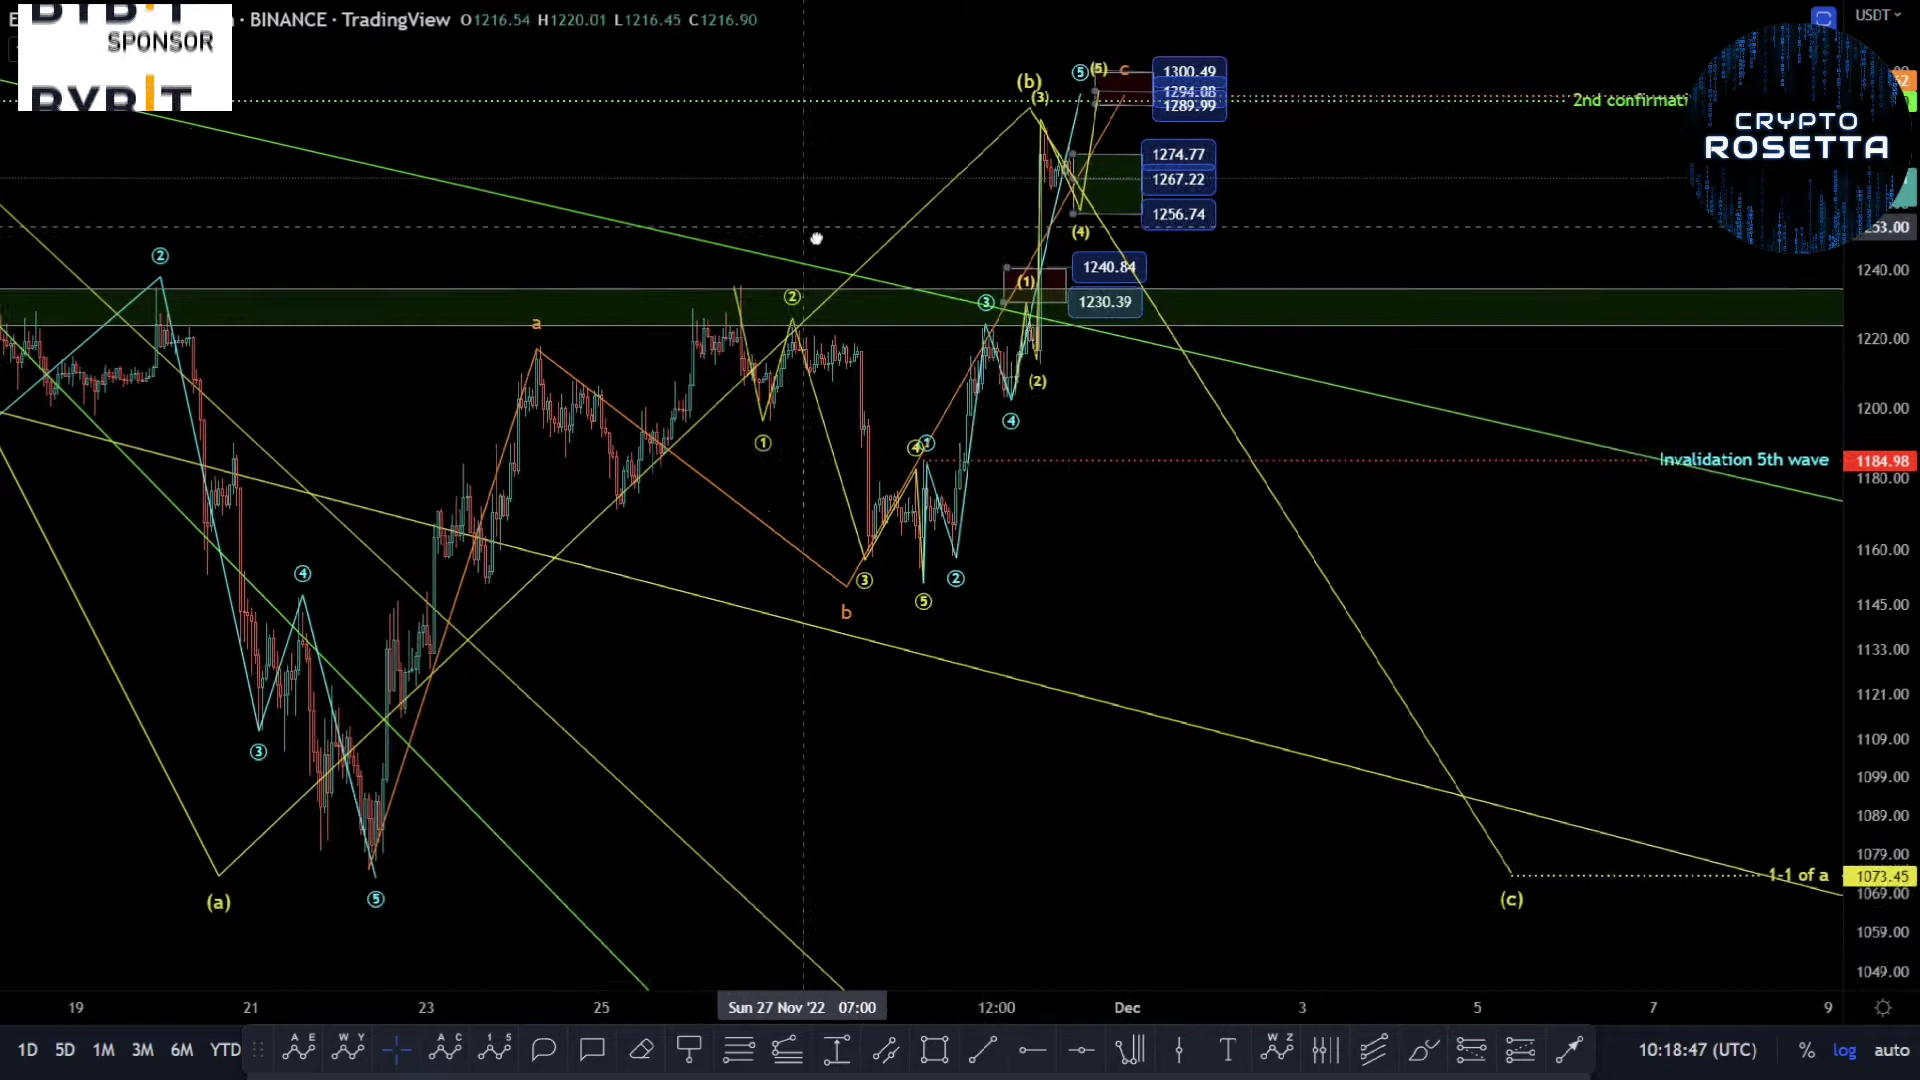 · BINANCE · TradingView O1216.54 H1220.01 L1216.45 C1216.90
USDT
BYBIT
SPONSOR
BYBIT
CRYPTO
ROSETTA
2nd confirmati
(b)
(3)
5
(5)
c
1300.49
1294.08
1289.99
1274.77
1267.22
1256.74
(4)
1240.84
1230.39
(1)
(2)
2
a
2
3
1
4
4
1
3
b
5
2
4
3
(a)
5
Invalidation 5th wave
1184.98
1-1 of a
1073.45
(c)
1240.00
1220.00
1200.00
1180.00
1160.00
1145.00
1133.00
1121.00
1109.00
1099.00
1089.00
1079.00
1069.00
1059.00
1049.00
19 21 23 25 Sun 27 Nov '22 07:00 12:00 Dec 3 5 7 9
1D 5D 1M 3M 6M YTD
A E
W Y
A C
1 5
T
W Z
10:18:47 (UTC) % log auto